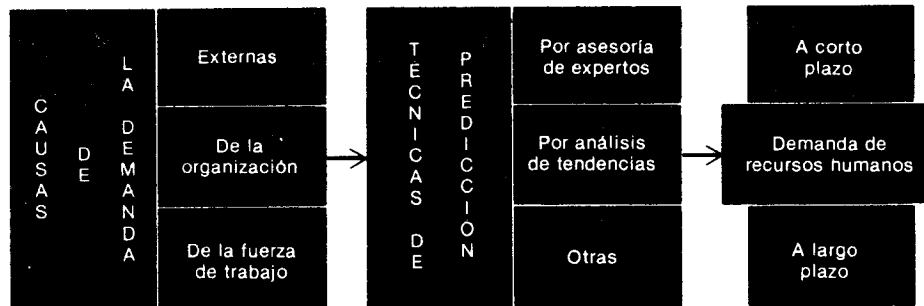 CAUSAS
DE
LA DEMANDA
Externas
De la
organización
De la fuerza
de trabajo
TÉCNICAS DE
PREDICCIÓN
Por asesoría
de expertos
Por análisis
de tendencias
Otras
A corto
plazo
Demanda de
recursos humanos
A largo
plazo